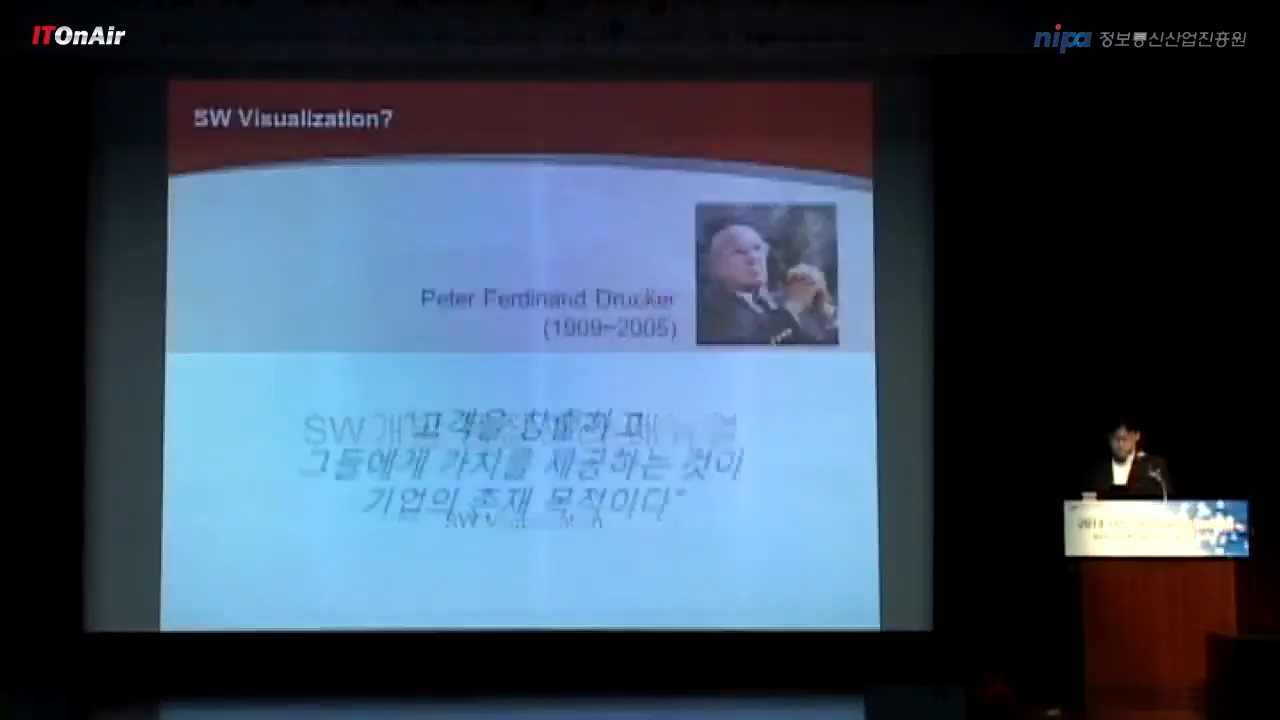 ITOnAir
nipa 정보통신산업진흥원
SW Visualization?
Peter Ferdinand Drucker
(1909~2005)
"고객을 창출하고
그들에게 가치를 제공하는 것이
기업의 존재 목적이다"
SW 개